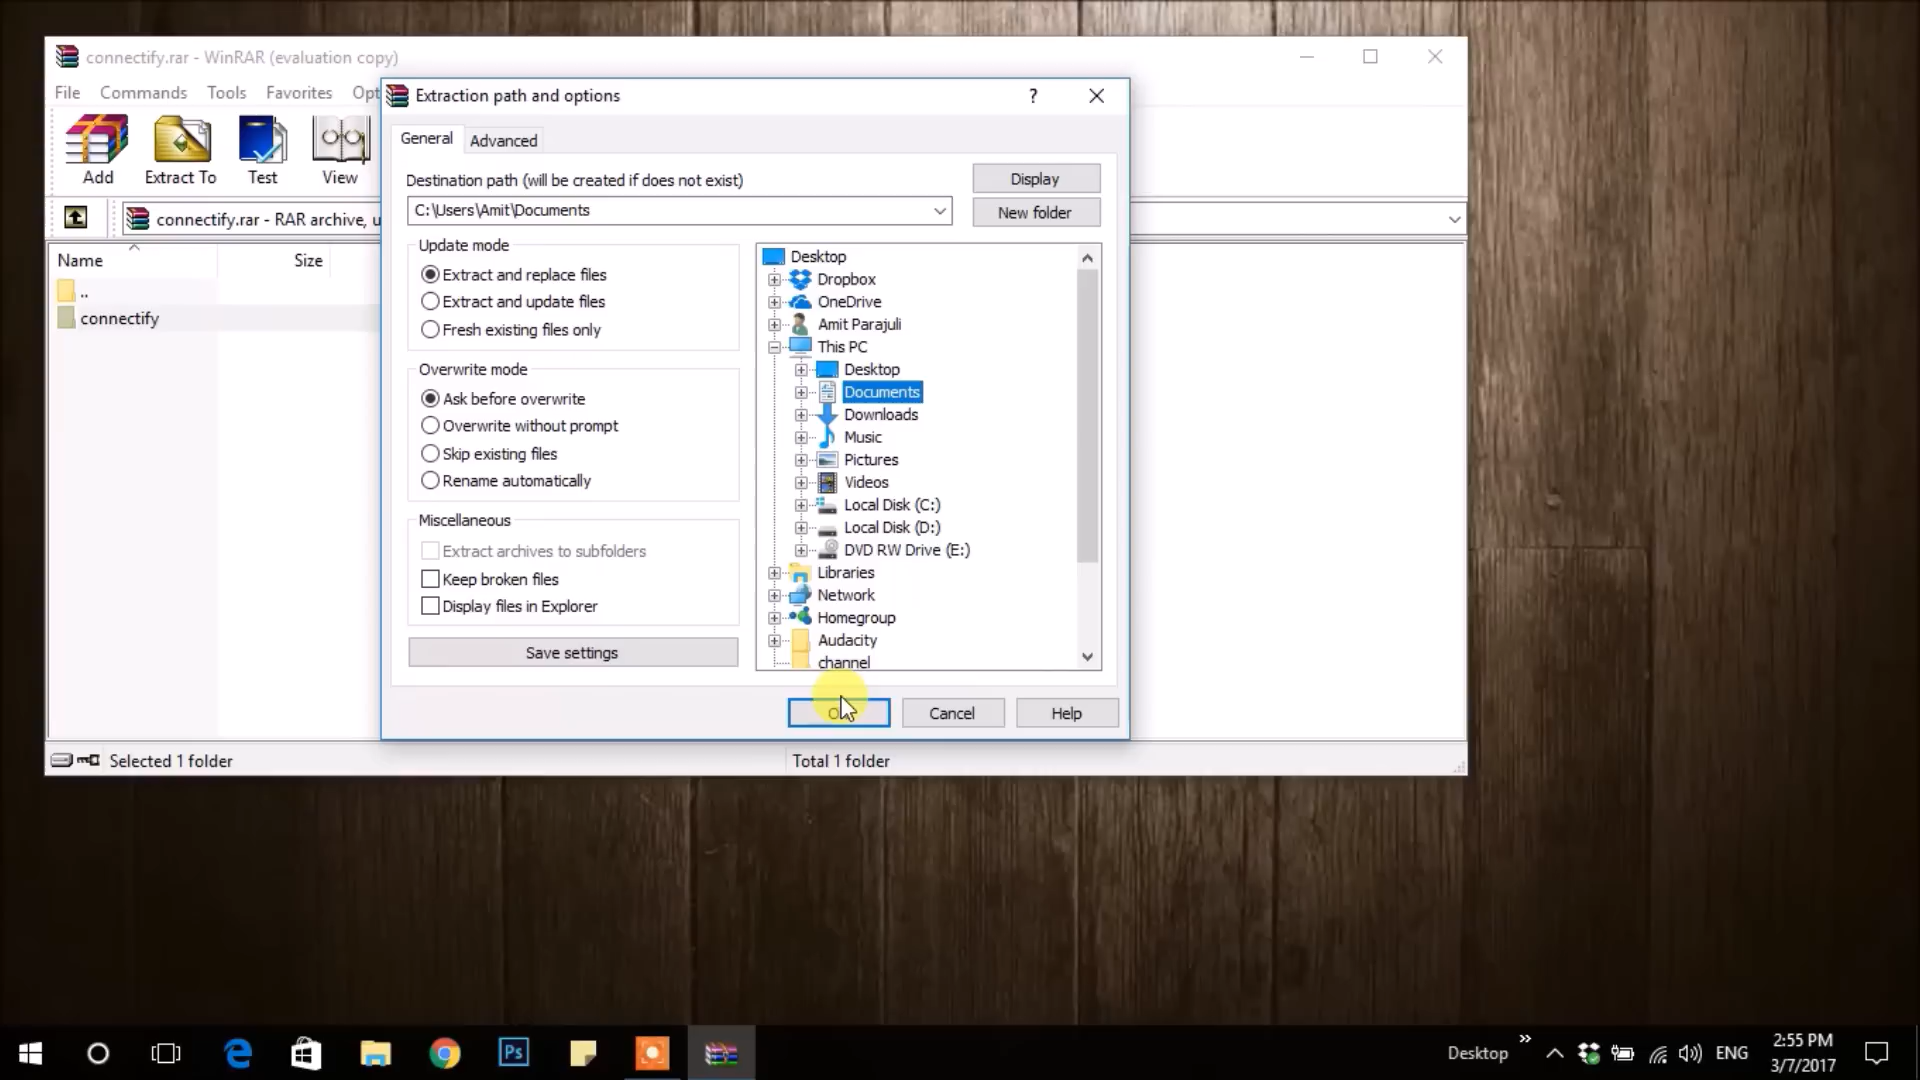 connectify.rar - WinRAR (evaluation copy)
File Commands Tools Favorites
Add Extract To Test View
connectify.rar - RAR archive, u
Name Size
..
connectify
Selected 1 folder
Total 1 folder
Extraction path and options
?
General Advanced
Destination path (will be created if does not exist)
C:\Users\Amit\Documents
Display
New folder
Update mode
Extract and replace files
Extract and update files
Fresh existing files only
Overwrite mode
Ask before overwrite
Overwrite without prompt
Skip existing files
Rename automatically
Miscellaneous
Extract archives to subfolders
Keep broken files
Display files in Explorer
Save settings
Desktop
Dropbox
OneDrive
Amit Parajuli
This PC
Desktop
Documents
Downloads
Music
Pictures
Videos
Local Disk (C:)
Local Disk (D:)
DVD RW Drive (E:)
Libraries
Network
Homegroup
Audacity
channel
Cancel
Help
Ps
Desktop
ENG
2:55 PM
3/7/2017